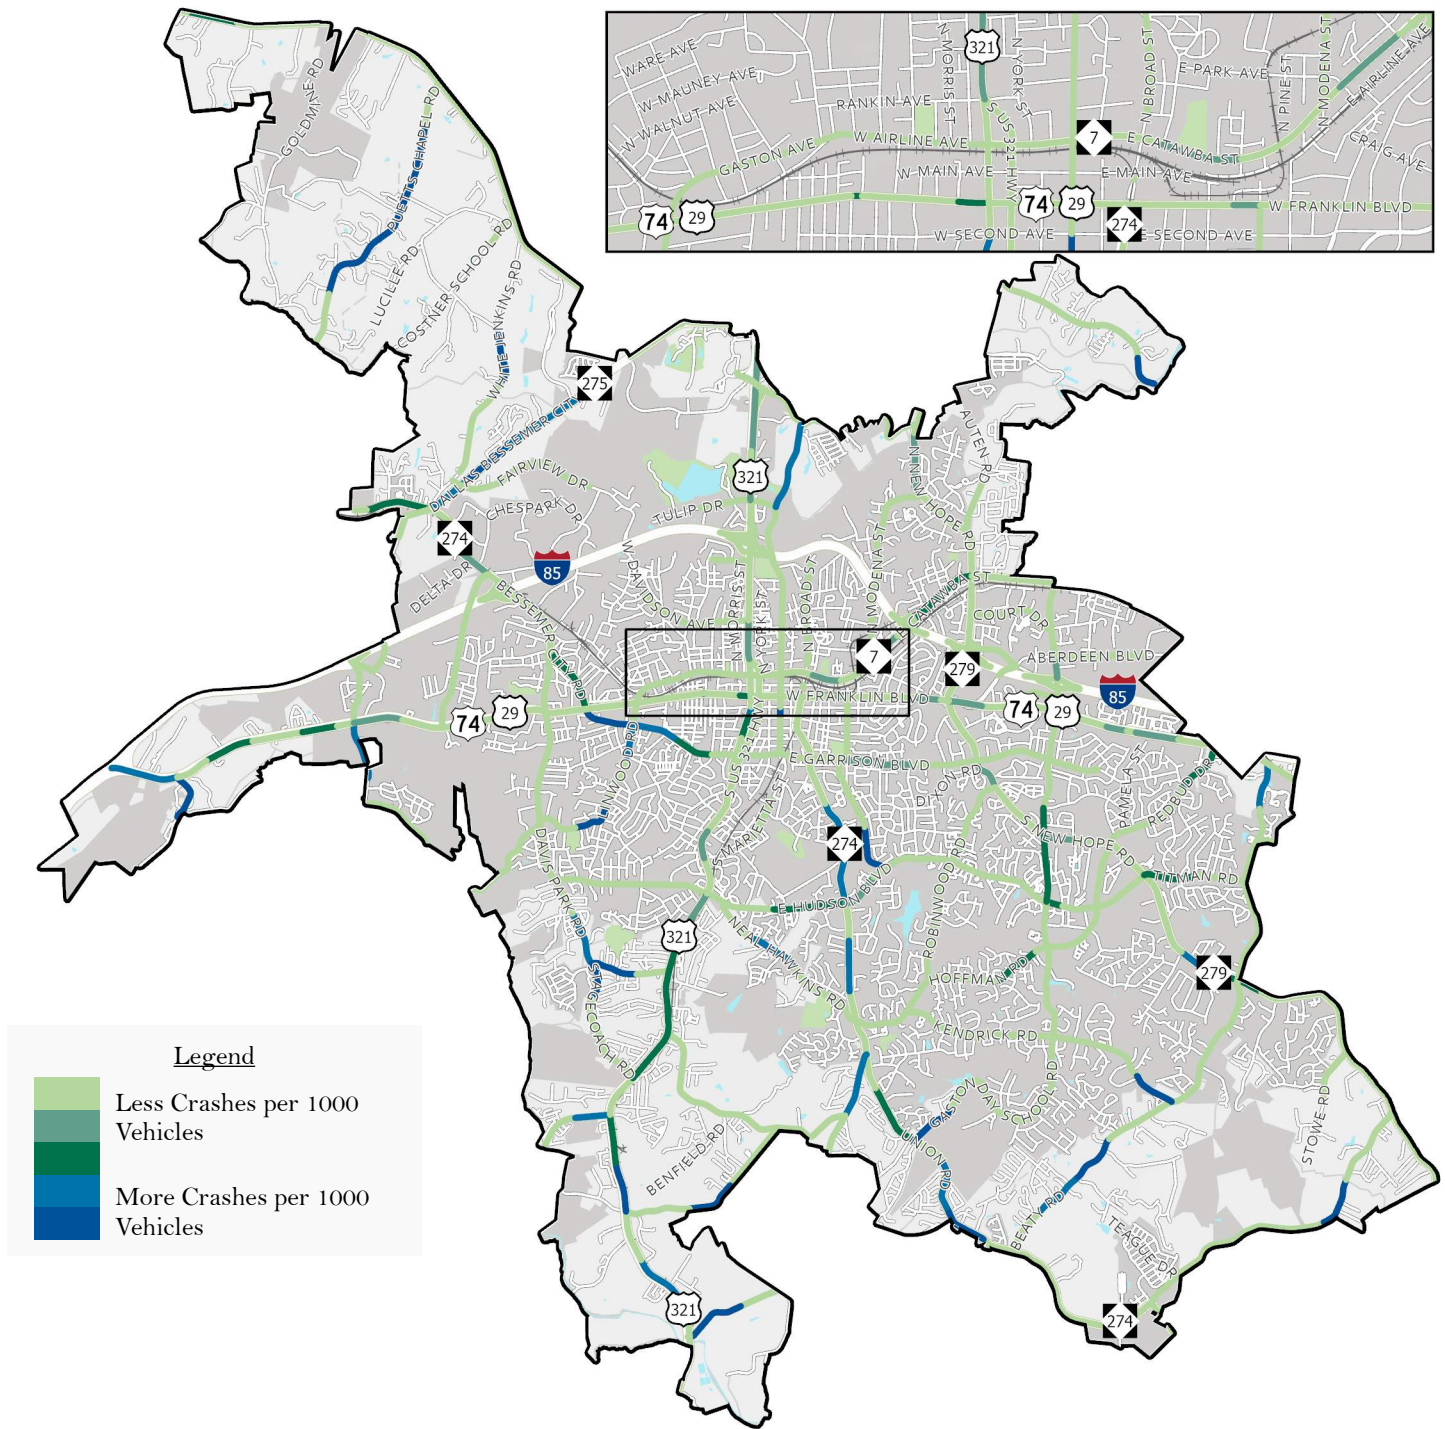 WARE AVE
W MAUNEY AVE
W WALNUT AVE
RANKIN AVE
N MORRIS ST
321
N YORK ST
S US 321 HWY
N BROAD ST
E PARK AVE
N PINE ST
N MODENA ST
E AIRLINE AVE
GASTON AVE
W AIRLINE AVE
7
E CATAWBA ST
CRAIG AVE
W MAIN AVE
E MAIN AVE
74
29
74
29
274
W FRANKLIN BLVD
W SECOND AVE
E SECOND AVE
GOLDMINE RD
PUETTS CHAPEL RD
LUCILLE RD
COSTNER SCHOOL RD
WHITE JENKINS RD
275
DALLAS BESSEMER CITY
FAIRVIEW DR
CHESPARK DR
TULIP DR
321
AUTEN RD
N NEW HOPE RD
274
DELTA DR
85
BESSEMER CITY RD
W DAVIDSON AVE
N MORRIS ST
N YORK ST
N BROAD ST
N MODENA ST
CATAWBA ST
COURT DR
7
279
ABERDEEN BLVD
85
74
29
W FRANKLIN BLVD
74
29
S US 321 HWY
E GARRISON BLVD
LINWOOD RD
S MARIETTA ST
DIXON RD
PAMELA ST
REDBUD DR
DAVIS PARK RD
274
S NEW HOPE RD
TITMAN RD
E HUDSON BLVD
ROBINWOOD RD
321
NEAL HAWKINS RD
STAGECOACH RD
HOFFMAN RD
279
KENDRICK RD
GASTON DAY SCHOOL RD
UNION RD
BENFIELD RD
BEATY RD
TEAGUE DR
STOWE RD
321
274
Legend
Less Crashes per 1000
Vehicles
More Crashes per 1000
Vehicles